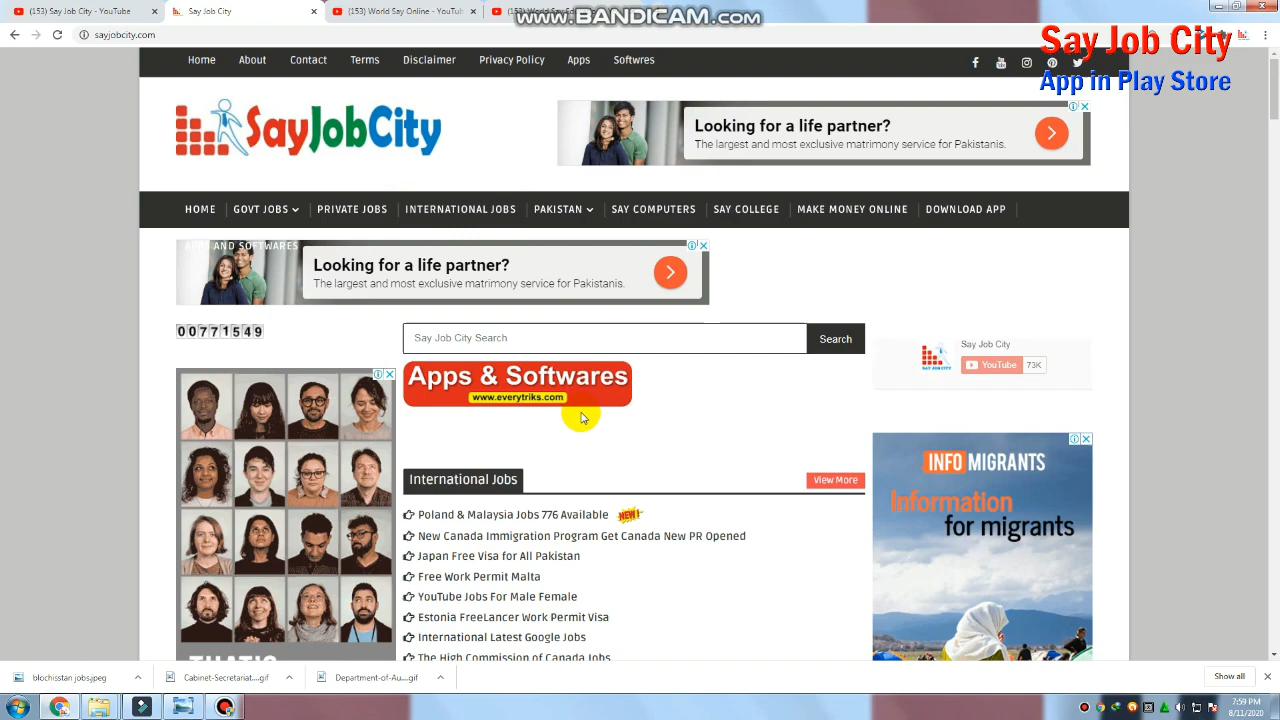 (153) Say Job City - YouTube
Say Job City
(153) World Say Online - YouTub
(153) World Sa
www.BANDICAM.com
sayjobcity.com
Say Job City
App in Play Store
Home About Contact Terms Disclaimer Privacy Policy Apps Softwres
SayJobCity
Looking for a life partner?
The largest and most exclusive matrimony service for Pakistanis.
HOME GOVT JOBS PRIVATE JOBS INTERNATIONAL JOBS PAKISTAN SAY COMPUTERS SAY COLLEGE MAKE MONEY ONLINE DOWNLOAD APP
APPS AND SOFTWARES
Looking for a life partner?
The largest and most exclusive matrimony service for Pakistanis.
00771549
Say Job City Search
Search
Say Job City
YouTube 73K
Apps & Softwares
www.everytriks.com
INFO MIGRANTS
Information
for migrants
International Jobs
View More
Poland & Malaysia Jobs 776 Available NEW!
New Canada Immigration Program Get Canada New PR Opened
Japan Free Visa for All Pakistan
Free Work Permit Malta
YouTube Jobs For Male Female
Estonia FreeLancer Work Permit Visa
International Latest Google Jobs
The High Commission of Canada Jobs
THAT'S
blochisstan jobs.jpeg
Cabinet-Secretariat....gif
Department-of-Au....gif
Show all
7:59 PM
8/11/2020